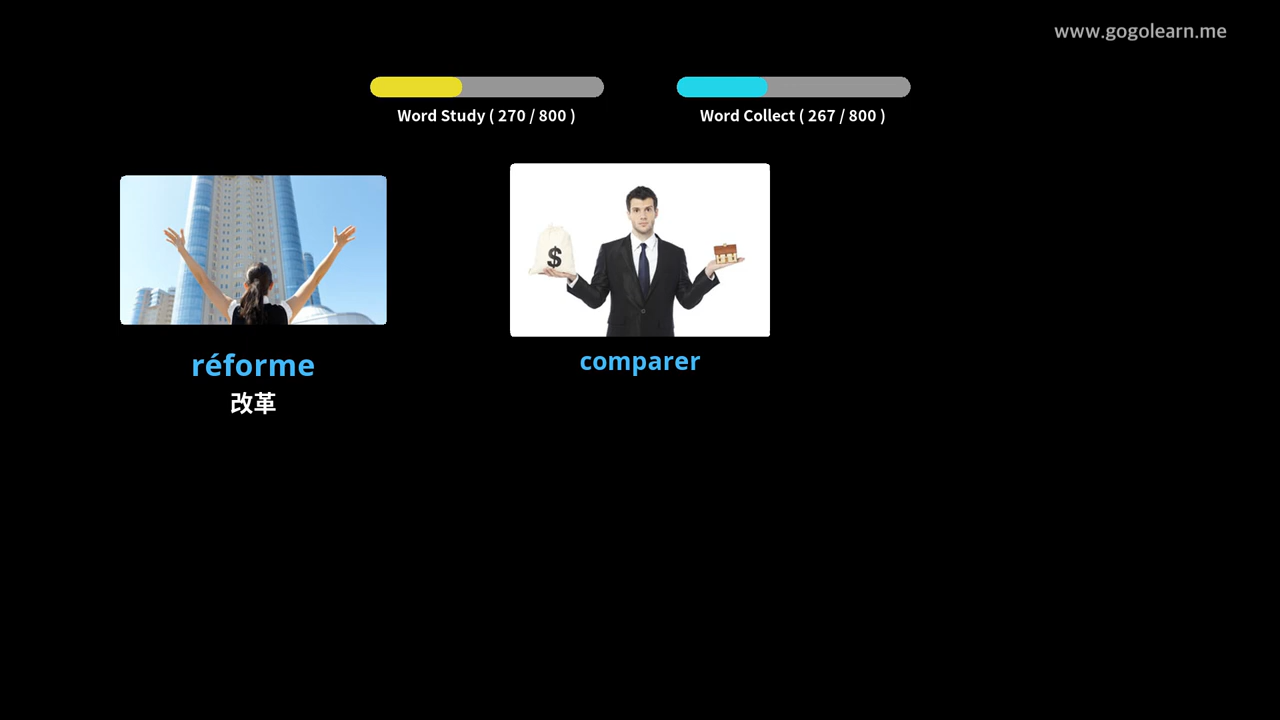 www.gogolearn.me
Word Study ( 270 / 800 )
Word Collect ( 267 / 800 )
$
réforme
改革
comparer